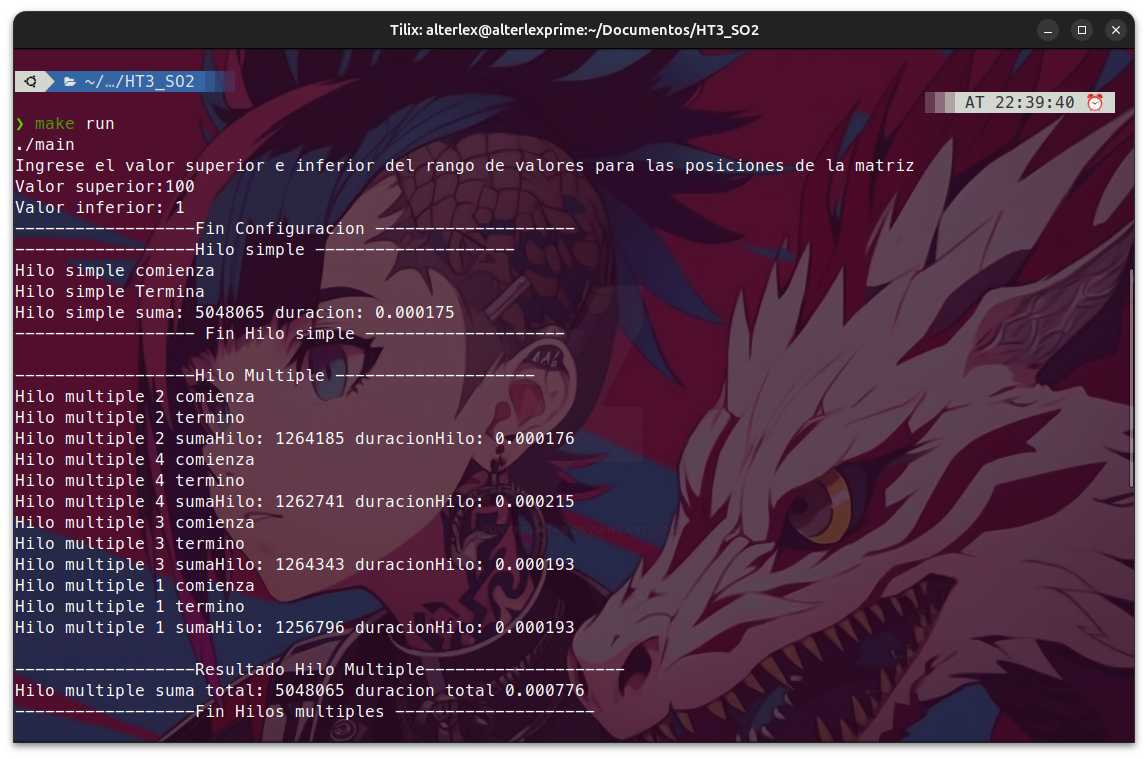 Tilix: alterlex@alterlexprime:~/Documentos/HT3_SO2
~/…/HT3_SO2
AT 22:39:40
❯ make run
./main
Ingrese el valor superior e inferior del rango de valores para las posiciones de la matriz
Valor superior:100
Valor inferior: 1
------------------Fin Configuracion --------------------
------------------Hilo simple --------------------
Hilo simple comienza
Hilo simple Termina
Hilo simple suma: 5048065 duracion: 0.000175
------------------ Fin Hilo simple --------------------
------------------Hilo Multiple --------------------
Hilo multiple 2 comienza
Hilo multiple 2 termino
Hilo multiple 2 sumaHilo: 1264185 duracionHilo: 0.000176
Hilo multiple 4 comienza
Hilo multiple 4 termino
Hilo multiple 4 sumaHilo: 1262741 duracionHilo: 0.000215
Hilo multiple 3 comienza
Hilo multiple 3 termino
Hilo multiple 3 sumaHilo: 1264343 duracionHilo: 0.000193
Hilo multiple 1 comienza
Hilo multiple 1 termino
Hilo multiple 1 sumaHilo: 1256796 duracionHilo: 0.000193
------------------Resultado Hilo Multiple--------------------
Hilo multiple suma total: 5048065 duracion total 0.000776
------------------Fin Hilos multiples --------------------